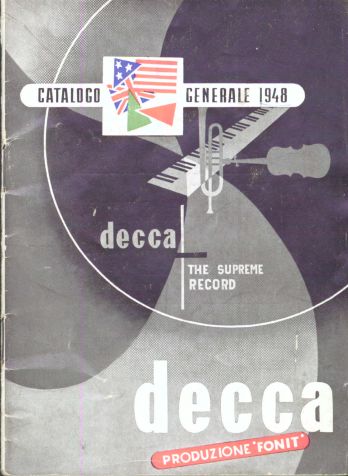 CATALOGO GENERALE 1948
decca
THE SUPREME
RECORD
decca
PRODUZIONE "FONIT"